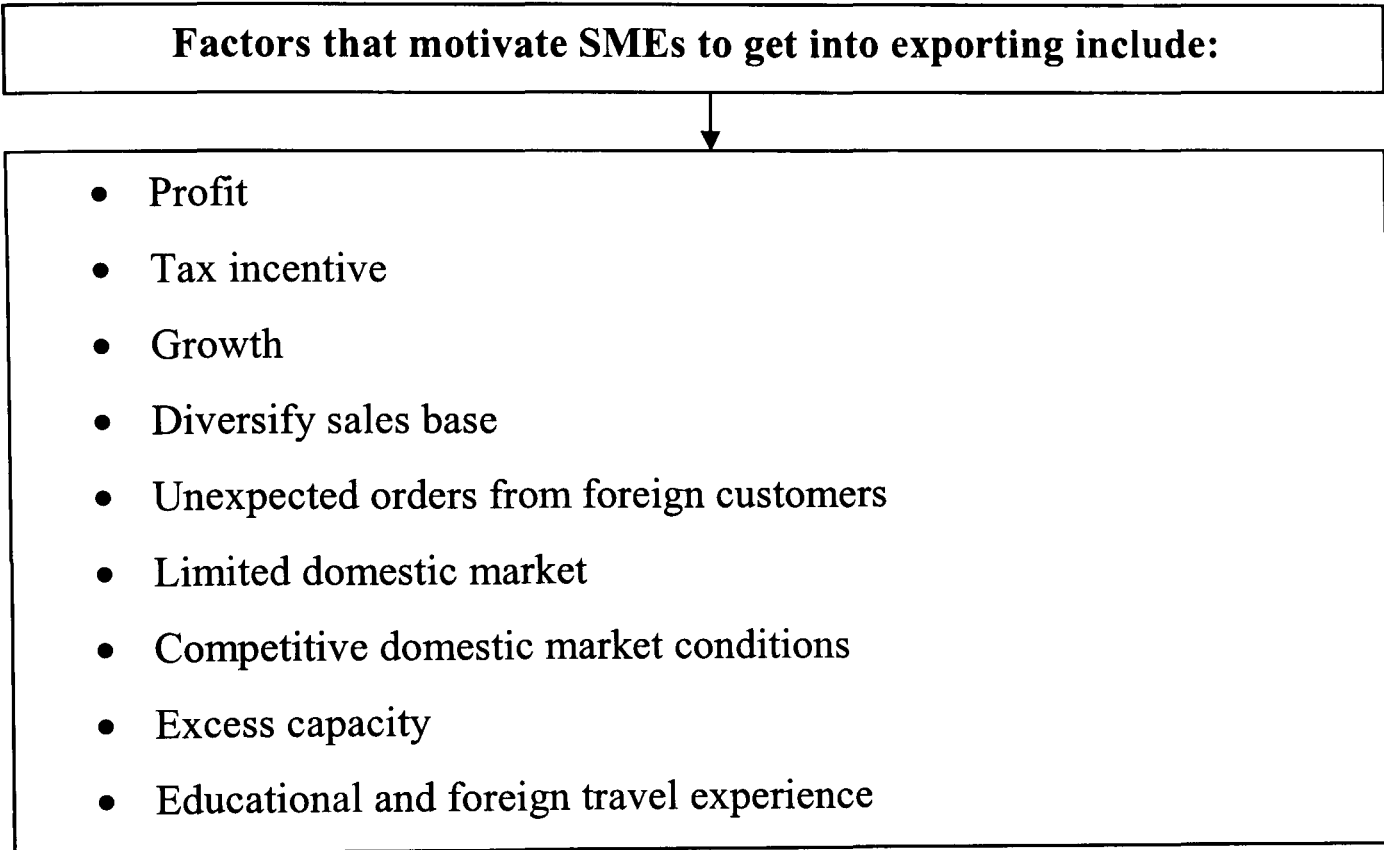 Factors that motivate SMEs to get into exporting include:
• Profit
• Tax incentive
• Growth
• Diversify sales base
• Unexpected orders from foreign customers
• Limited domestic market
• Competitive domestic market conditions
• Excess capacity
• Educational and foreign travel experience